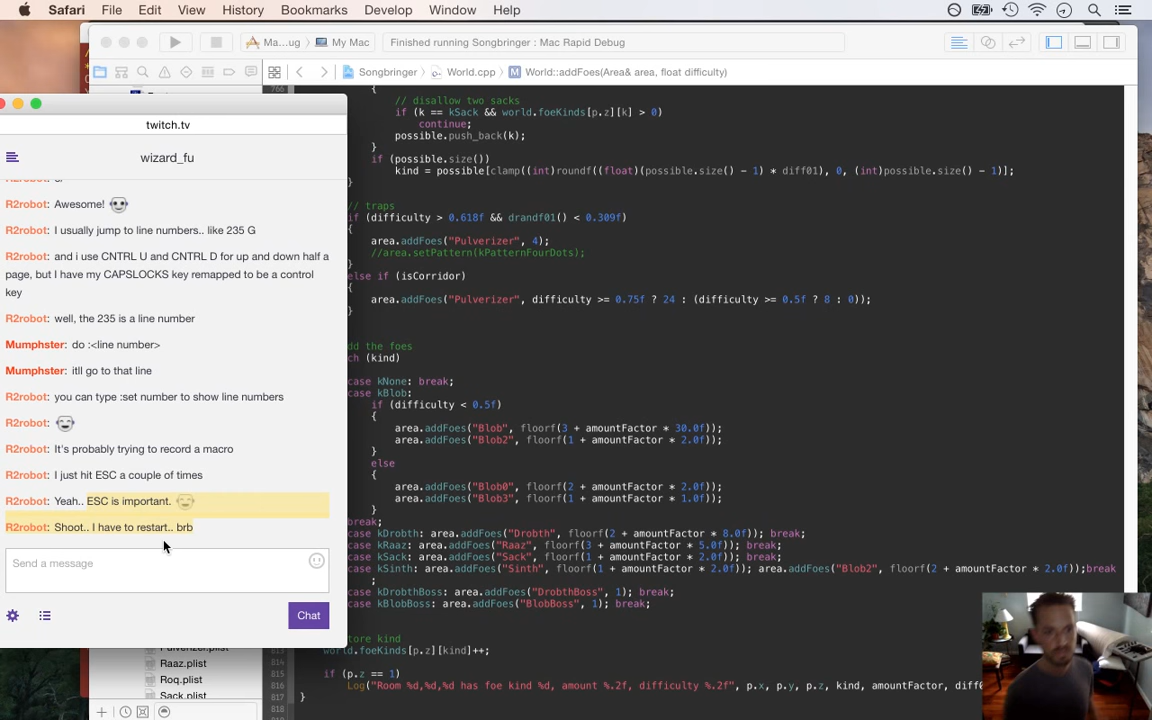 Safari File Edit View History Bookmarks Develop Window Help
Ma...ug My Mac Finished running Songbringer : Mac Rapid Debug
Songbringer World.cpp M World::addFoes(Area& area, float difficulty)
twitch.tv
wizard_fu
R2robot: Awesome!
R2robot: I usually jump to line numbers.. like 235 G
R2robot: and i use CNTRL U and CNTRL D for up and down half a
page, but I have my CAPSLOCKS key remapped to be a control
key
R2robot: well, the 235 is a line number
Mumphster: do :<line number>
Mumphster: itll go to that line
R2robot: you can type :set number to show line numbers
R2robot:
R2robot: It's probably trying to record a macro
R2robot: I just hit ESC a couple of times
R2robot: Yeah.. ESC is important.
R2robot: Shoot.. I have to restart.. brb
Send a message
Chat
Raaz.plist
Roq.plist
Sack.plist
766 {
// disallow two sacks
if (k == kSack && world.foeKinds[p.z][k] > 0)
continue;
possible.push_back(k);
}
if (possible.size())
kind = possible[clamp((int)roundf((float)(possible.size() - 1) * diff01), 0, (int)possible.size() - 1)];
}
// traps
if (difficulty > 0.618f && drandf01() < 0.309f)
{
area.addFoes("Pulverizer", 4);
//area.setPattern(kPatternFourDots);
}
else if (isCorridor)
{
area.addFoes("Pulverizer", difficulty >= 0.75f ? 24 : (difficulty >= 0.5f ? 8 : 0));
}
dd the foes
ch (kind)
case kNone: break;
case kBlob:
if (difficulty < 0.5f)
{
area.addFoes("Blob", floorf(3 + amountFactor * 30.0f));
area.addFoes("Blob2", floorf(1 + amountFactor * 2.0f));
}
else
{
area.addFoes("Blob0", floorf(2 + amountFactor * 2.0f));
area.addFoes("Blob3", floorf(1 + amountFactor * 1.0f));
}
break;
case kDrobth: area.addFoes("Drobth", floorf(2 + amountFactor * 8.0f)); break;
case kRaaz: area.addFoes("Raaz", floorf(3 + amountFactor * 5.0f)); break;
case kSack: area.addFoes("Sack", floorf(1 + amountFactor * 2.0f)); break;
case kSinth: area.addFoes("Sinth", floorf(1 + amountFactor * 2.0f)); area.addFoes("Blob2", floorf(2 + amountFactor * 2.0f));break
;
case kDrobthBoss: area.addFoes("DrobthBoss", 1); break;
case kBlobBoss: area.addFoes("BlobBoss", 1); break;
tore kind
813 world.foeKinds[p.z][kind]++;
814
815 if (p.z == 1)
816 Log("Room %d,%d,%d has foe kind %d, amount %.2f, difficulty %.2f", p.x, p.y, p.z, kind, amountFactor,
817 }
818